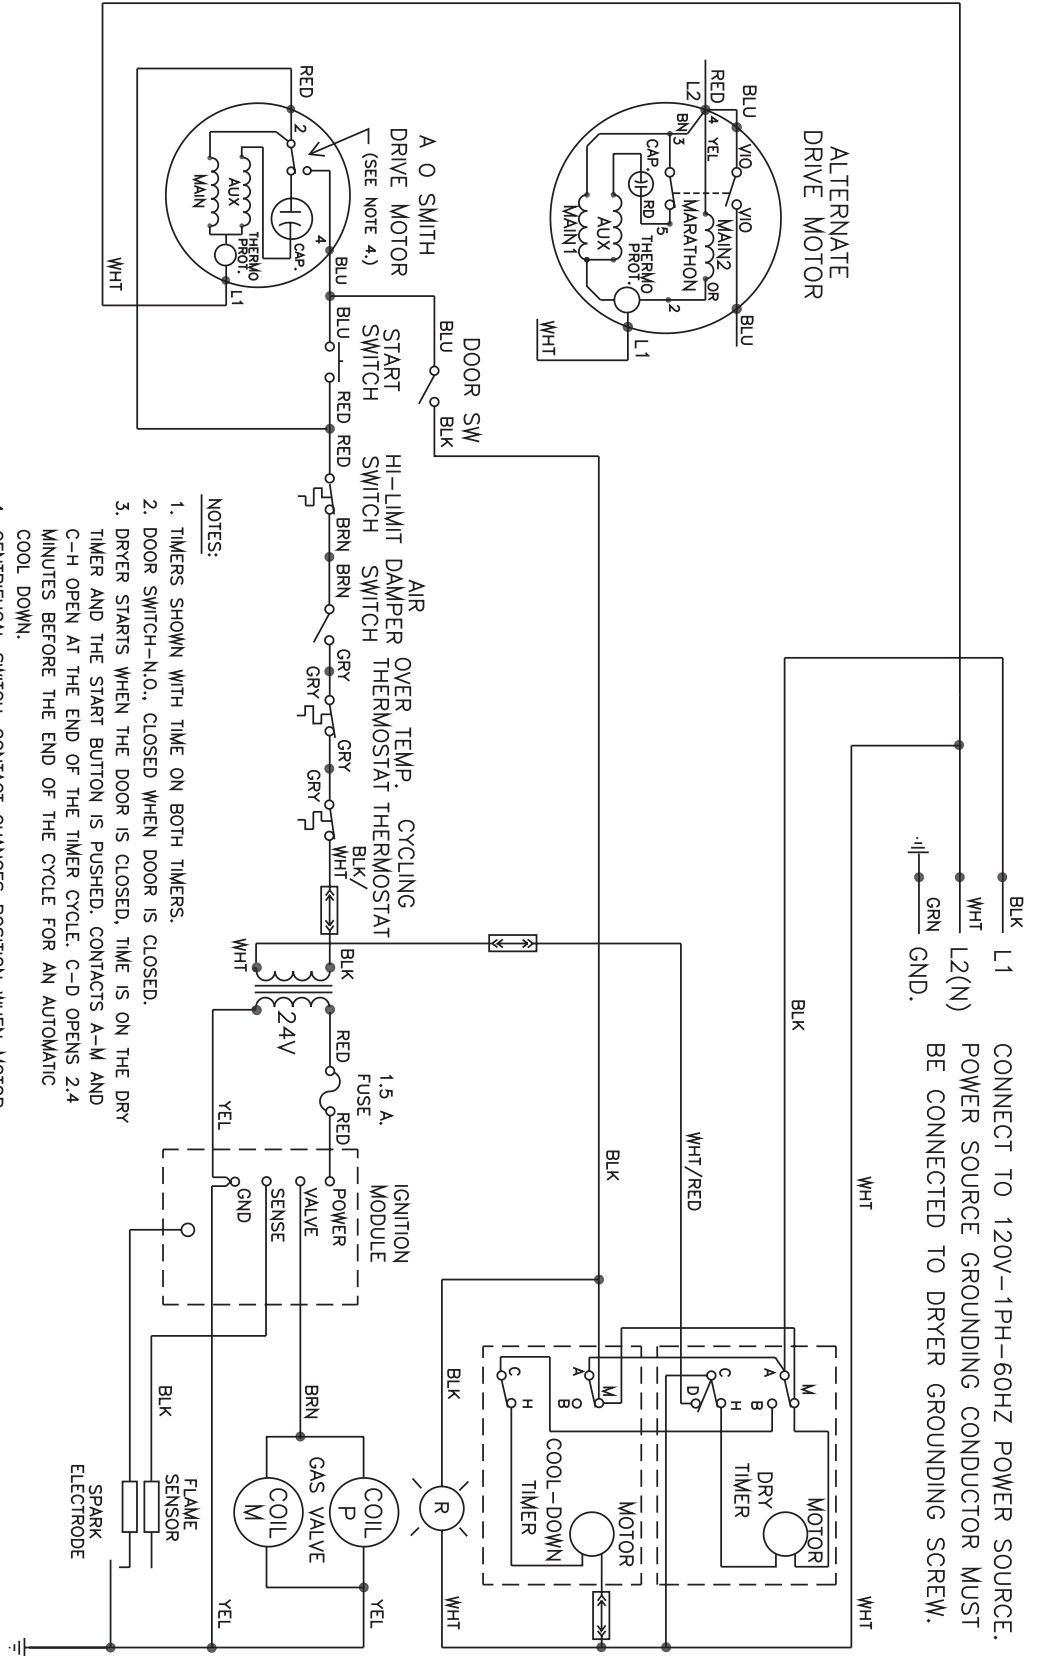 CONNECT TO 120V-1PH-60HZ POWER SOURCE.
POWER SOURCE GROUNDING CONDUCTOR MUST
BE CONNECTED TO DRYER GROUNDING SCREW.
BLK
L1
WHT
L2(N)
GRN
GND.
WHT
WHT
BLK
ALTERNATE
DRIVE MOTOR
BLU
RED
L2
4
VIO
VIO
BLU
YEL
BN
3
MAIN2
OR
MARATHON
CAP.
RD
5
2
AUX
MAIN1
THERMO
PROT.
L1
WHT
A O SMITH
DRIVE MOTOR
(SEE NOTE 4.)
RED
2
4
BLU
CAP.
AUX
MAIN
THERMO
PROT.
L1
WHT
DOOR SW
BLU
BLK
BLU
START
SWITCH
RED
RED
HI-LIMIT
SWITCH
BRN
BRN
AIR
DAMPER
SWITCH
GRY
GRY
OVER TEMP.
THERMOSTAT
GRY
GRY
CYCLING
THERMOSTAT
BLK/
WHT
WHT
BLK
24V
RED
1.5 A.
FUSE
RED
YEL
IGNITION
MODULE
POWER
VALVE
SENSE
GND
BLK
WHT/RED
M
A
B
C
H
D
MOTOR
DRY
TIMER
M
A
B
C
H
MOTOR
COOL-DOWN
TIMER
BLK
R
WHT
BRN
COIL
P
GAS VALVE
COIL
M
YEL
YEL
BLK
FLAME
SENSOR
SPARK
ELECTRODE
NOTES:
1. TIMERS SHOWN WITH TIME ON BOTH TIMERS.
2. DOOR SWITCH-N.O., CLOSED WHEN DOOR IS CLOSED.
3. DRYER STARTS WHEN THE DOOR IS CLOSED, TIME IS ON THE DRY
TIMER AND THE START BUTTON IS PUSHED. CONTACTS A-M AND
C-H OPEN AT THE END OF THE TIMER CYCLE. C-D OPENS 2.4
MINUTES BEFORE THE END OF THE CYCLE FOR AN AUTOMATIC
COOL DOWN.